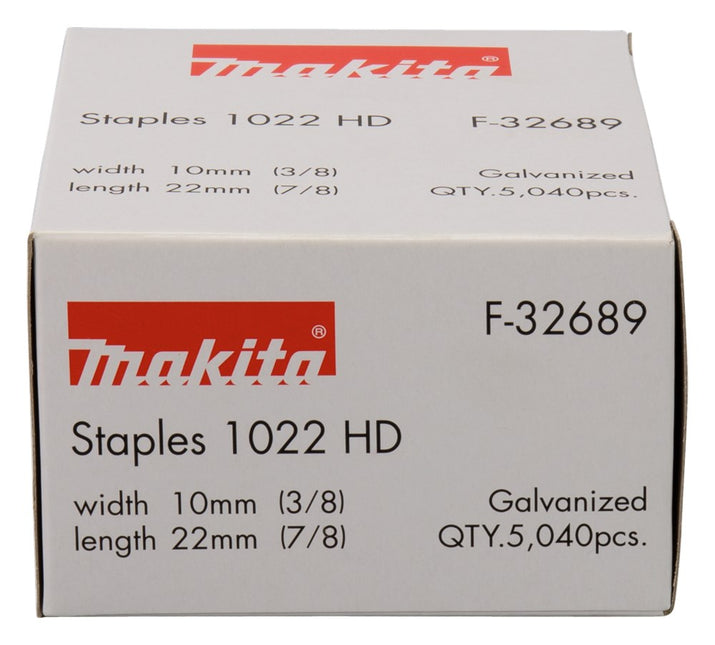 makita®
Staples 1022 HD F-32689
width 10mm (3/8) Galvanized
length 22mm (7/8) QTY.5,040pcs.
makita® F-32689
Staples 1022 HD
width 10mm (3/8) Galvanized
length 22mm (7/8) QTY.5,040pcs.